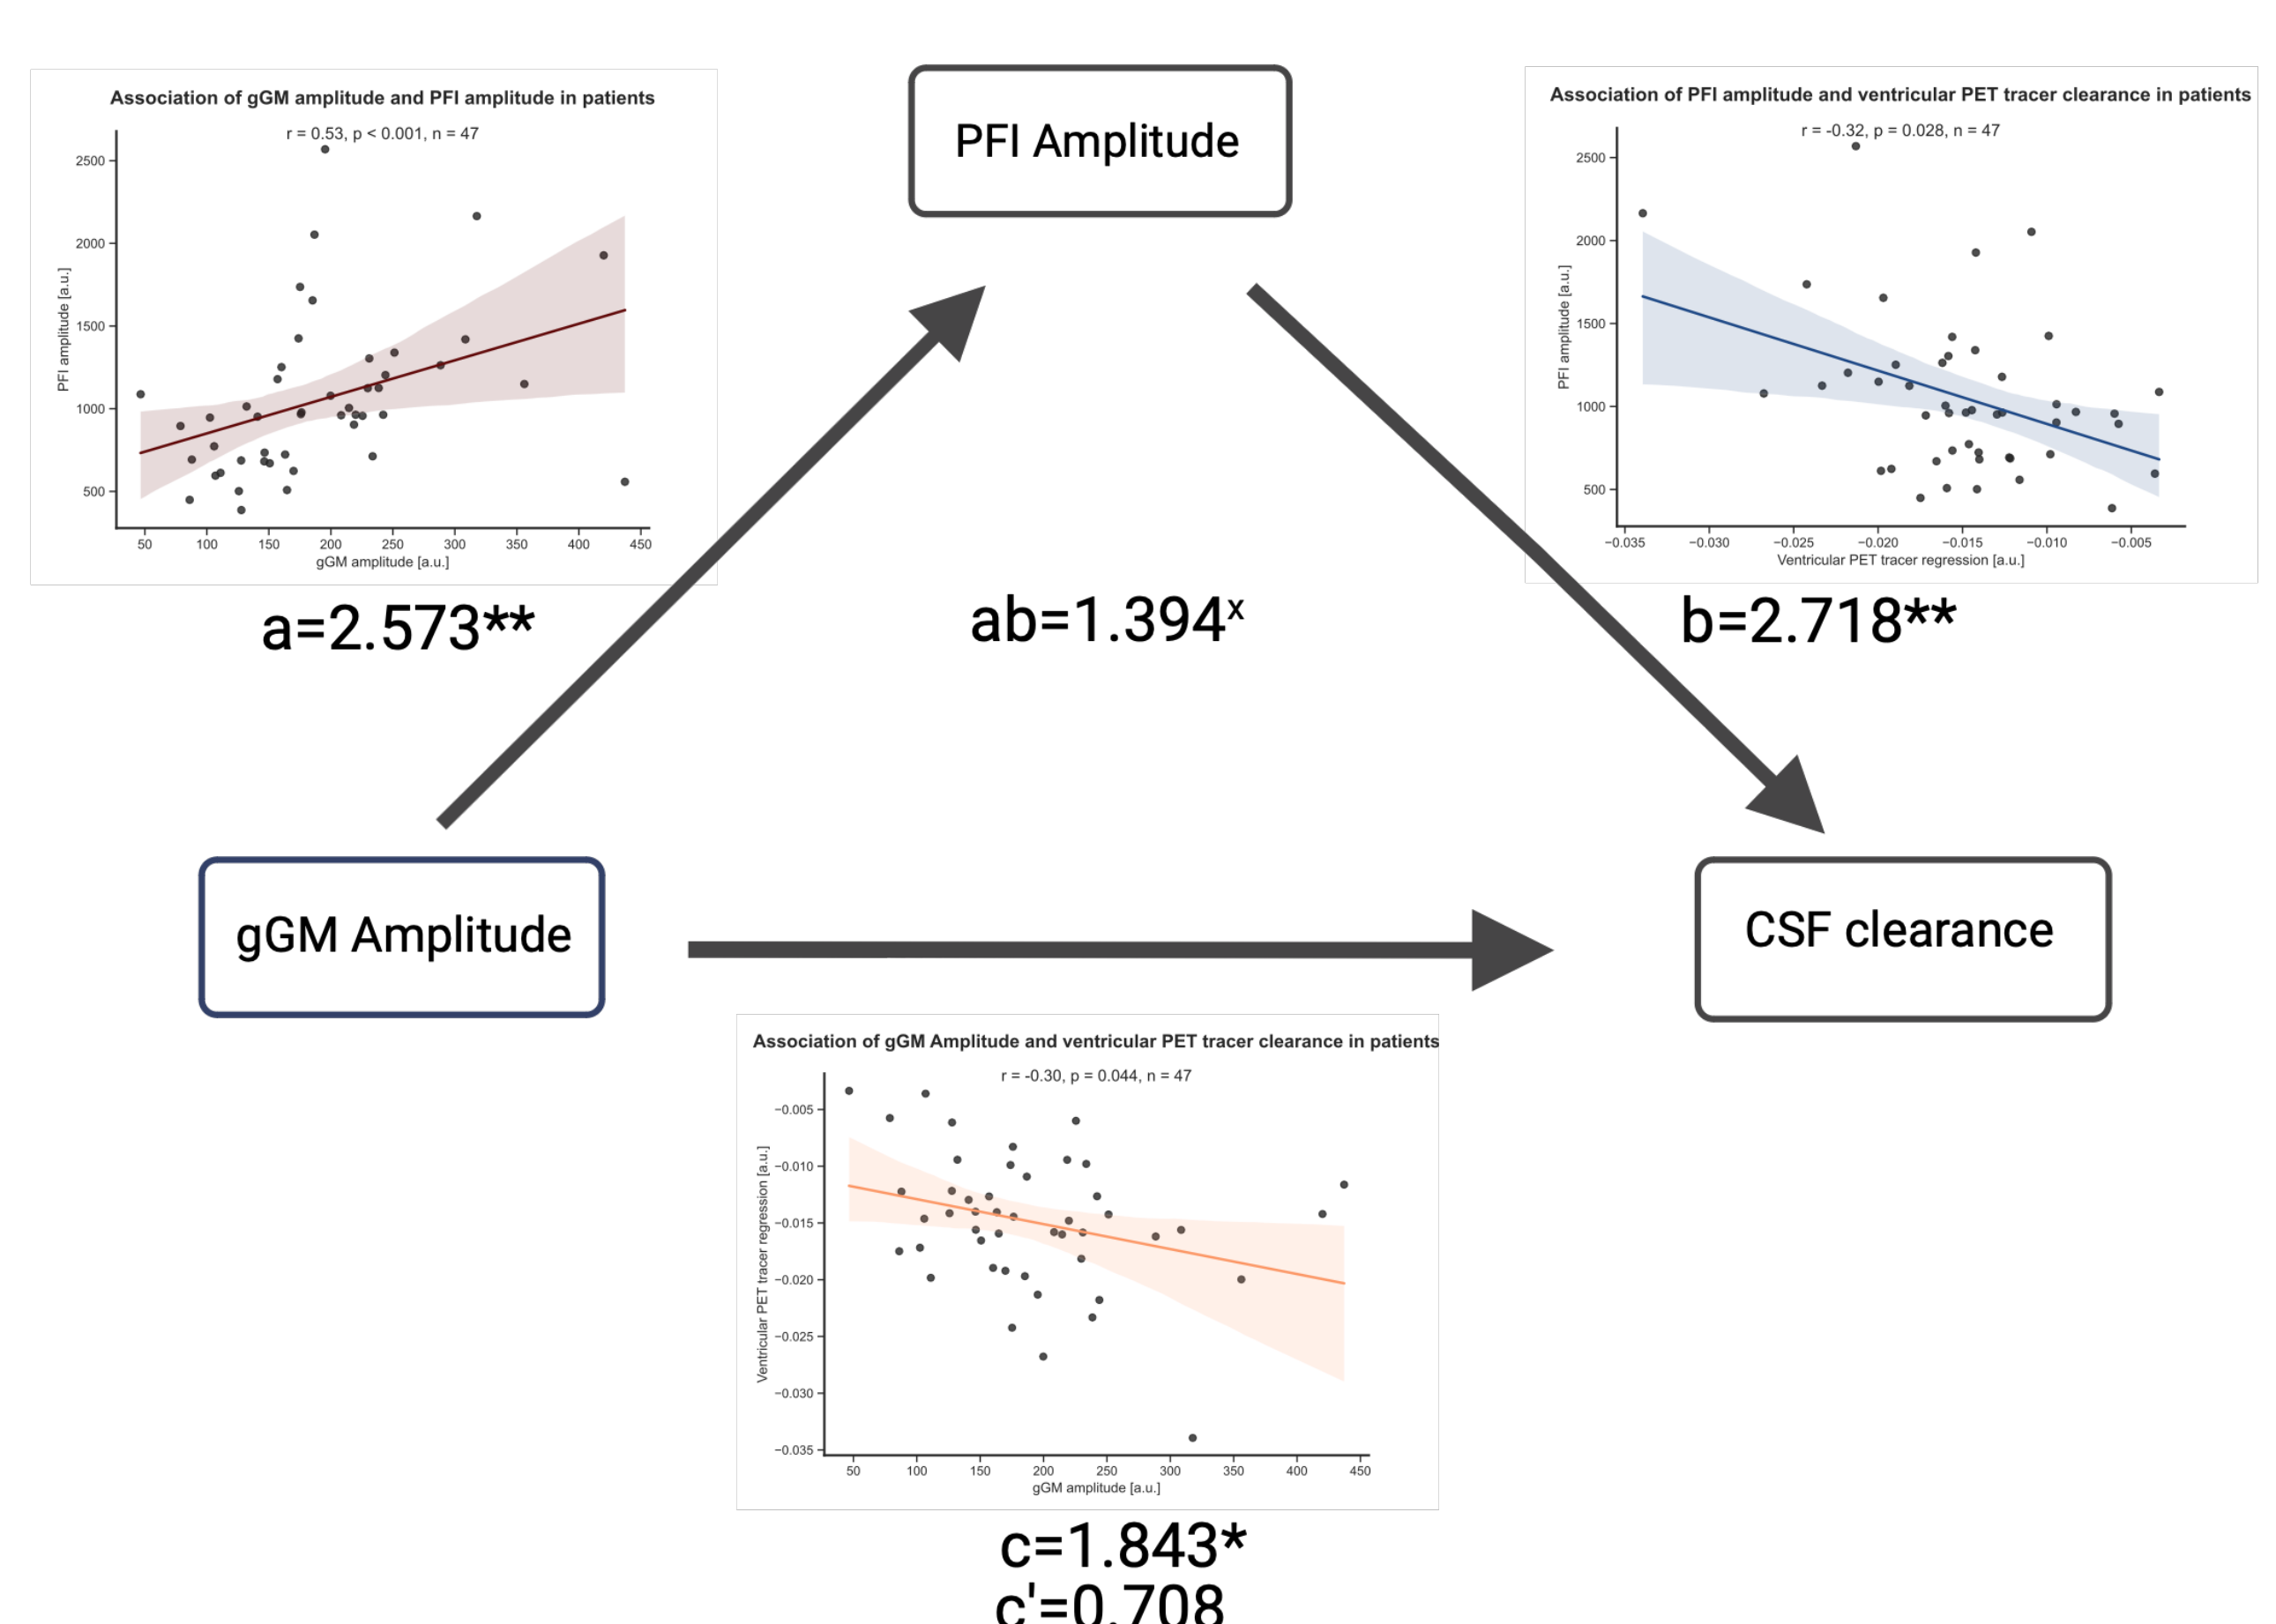 Association of gGM amplitude and PFI amplitude in patients
r = 0.53, p < 0.001, n = 47
2500
2000
1500
1000
500
PFI amplitude [a.u.]
50 100 150 200 250 300 350 400 450
gGM amplitude [a.u.]
a=2.573**
PFI Amplitude
ab=1.394ˣ
Association of PFI amplitude and ventricular PET tracer clearance in patients
r = -0.32, p = 0.028, n = 47
2500
2000
1500
1000
500
PFI amplitude [a.u.]
−0.035 −0.030 −0.025 −0.020 −0.015 −0.010 −0.005
Ventricular PET tracer regression [a.u.]
b=2.718**
gGM Amplitude
CSF clearance
Association of gGM Amplitude and ventricular PET tracer clearance in patients
r = -0.30, p = 0.044, n = 47
−0.005
−0.010
−0.015
−0.020
−0.025
−0.030
−0.035
Ventricular PET tracer regression [a.u.]
50 100 150 200 250 300 350 400 450
gGM amplitude [a.u.]
c=1.843*
c'=0.708